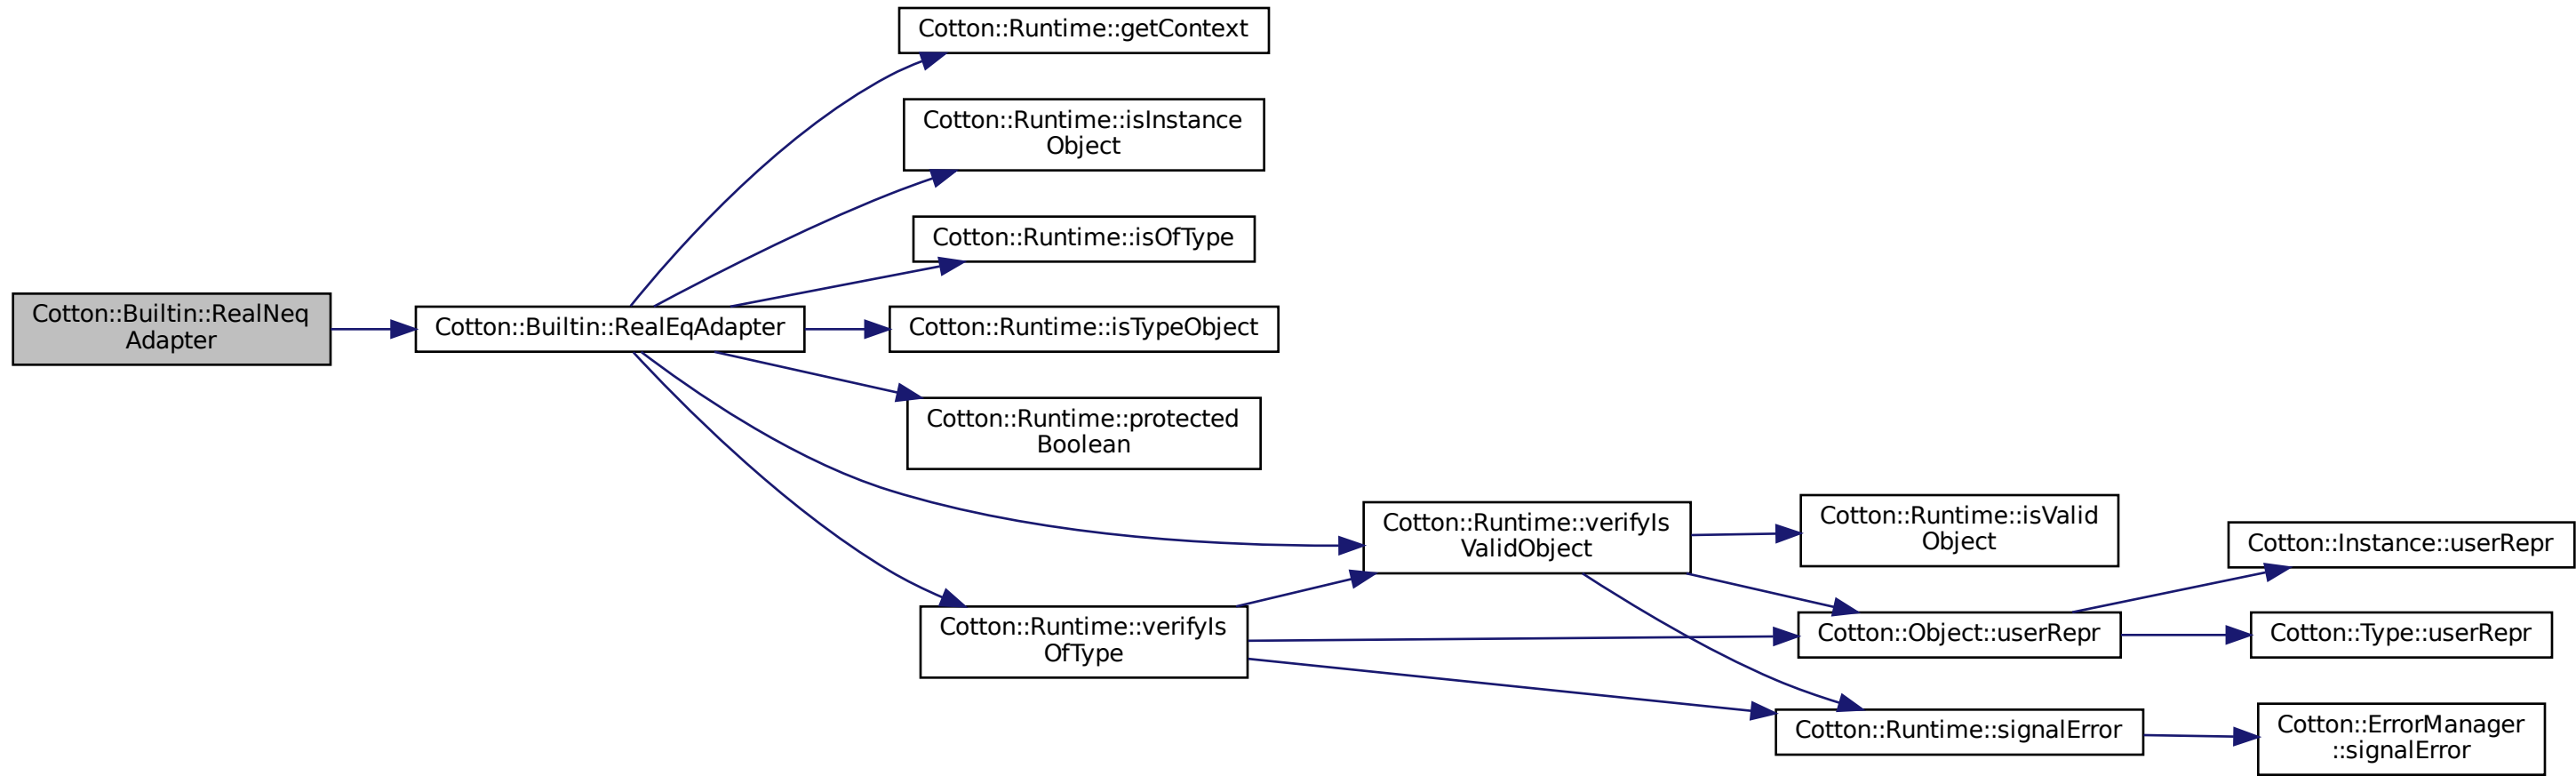 Cotton::Runtime::getContext
Cotton::Runtime::isInstance
Object
Cotton::Runtime::isOfType
Cotton::Builtin::RealNeq
Adapter
Cotton::Builtin::RealEqAdapter
Cotton::Runtime::isTypeObject
Cotton::Runtime::protected
Boolean
Cotton::Runtime::verifyIs
ValidObject
Cotton::Runtime::isValid
Object
Cotton::Instance::userRepr
Cotton::Runtime::verifyIs
OfType
Cotton::Object::userRepr
Cotton::Type::userRepr
Cotton::Runtime::signalError
Cotton::ErrorManager
::signalError